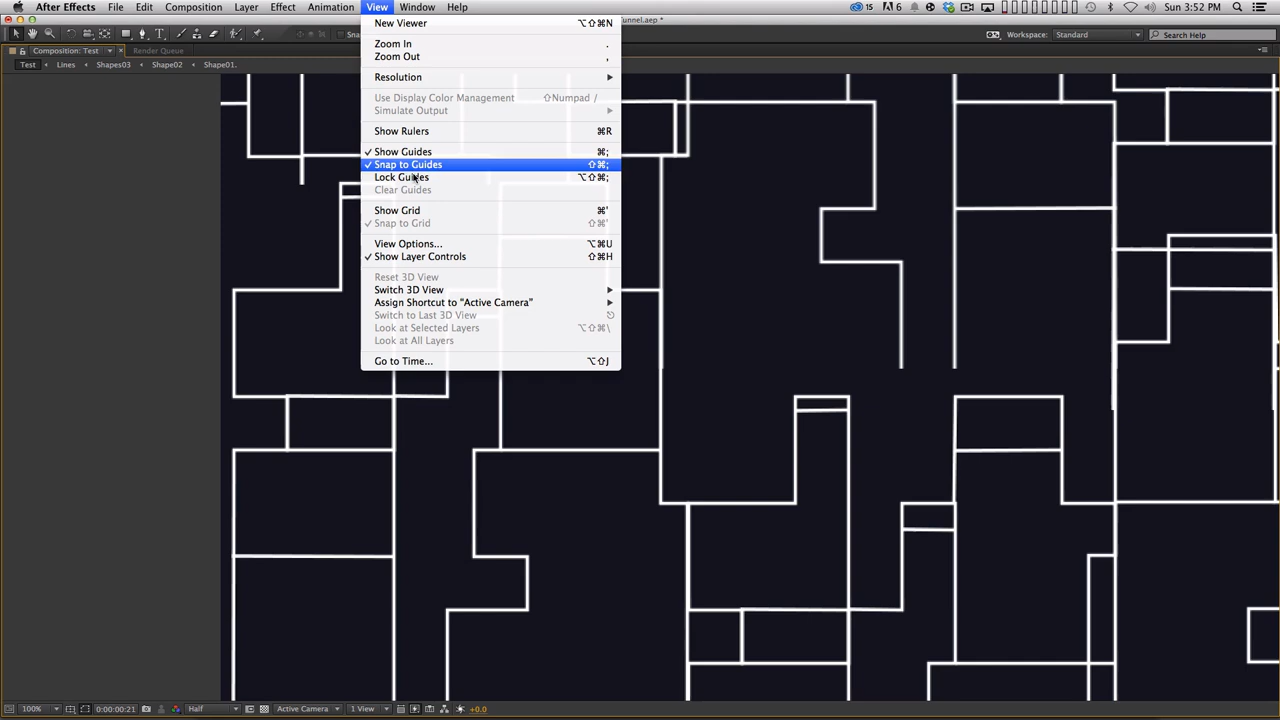 After Effects File Edit Composition Layer Effect Animation View Window Help 15 6 Sun 3:52 PM
unnel.aep *
Sna Workspace: Standard Search Help
Composition: Test Render Queue
Test Lines Shapes03 Shape02 Shape01.
New Viewer ⌥⇧⌘N
Zoom In .
Zoom Out ,
Resolution
Use Display Color Management ⇧Numpad /
Simulate Output
Show Rulers ⌘R
Show Guides ⌘;
Snap to Guides ⇧⌘;
Lock Guides ⌥⇧⌘;
Clear Guides
Show Grid ⌘'
Snap to Grid ⇧⌘'
View Options... ⌥⌘U
Show Layer Controls ⇧⌘H
Reset 3D View
Switch 3D View
Assign Shortcut to "Active Camera"
Switch to Last 3D View
Look at Selected Layers ⌥⇧⌘\
Look at All Layers
Go to Time... ⌥⇧J
100% 0:00:00:21 Half Active Camera 1 View +0.0